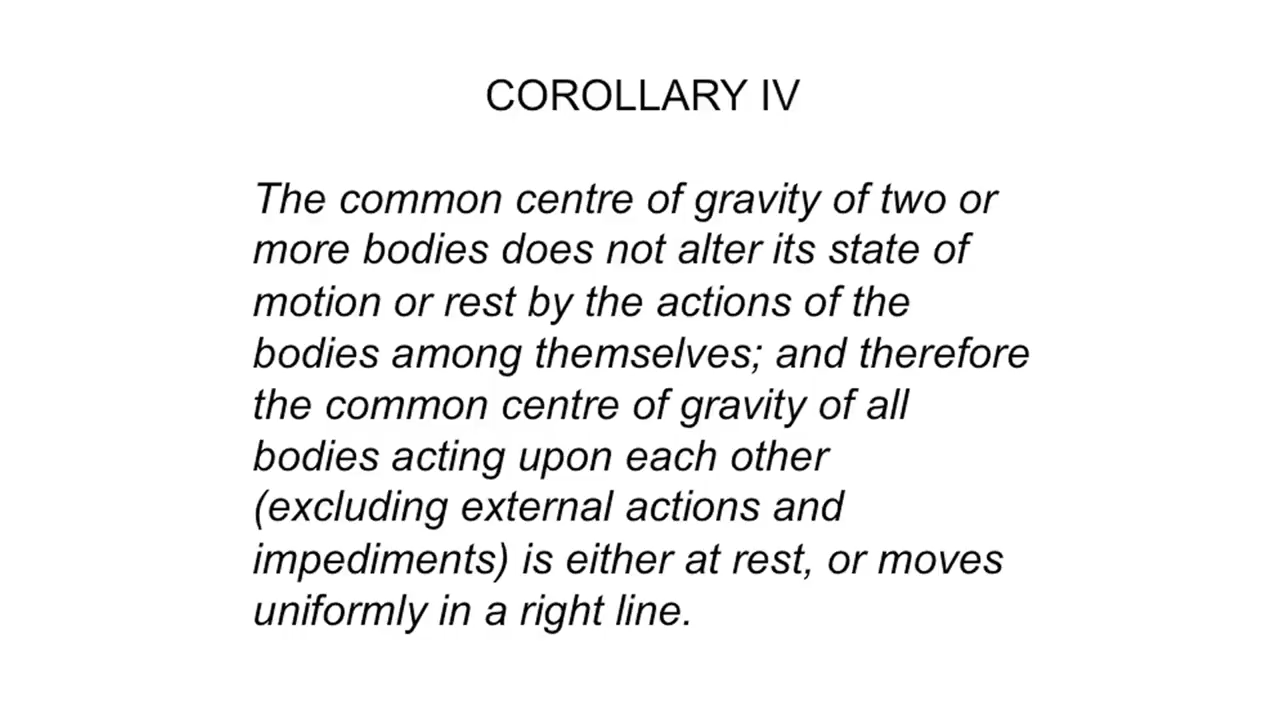 COROLLARY IV
The common centre of gravity of two or
more bodies does not alter its state of
motion or rest by the actions of the
bodies among themselves; and therefore
the common centre of gravity of all
bodies acting upon each other
(excluding external actions and
impediments) is either at rest, or moves
uniformly in a right line.